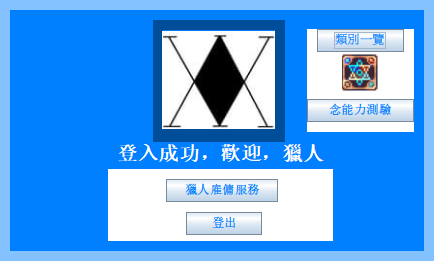 類別一覽
念能力測驗
登入成功，歡迎，獵人
獵人雇傭服務
登出